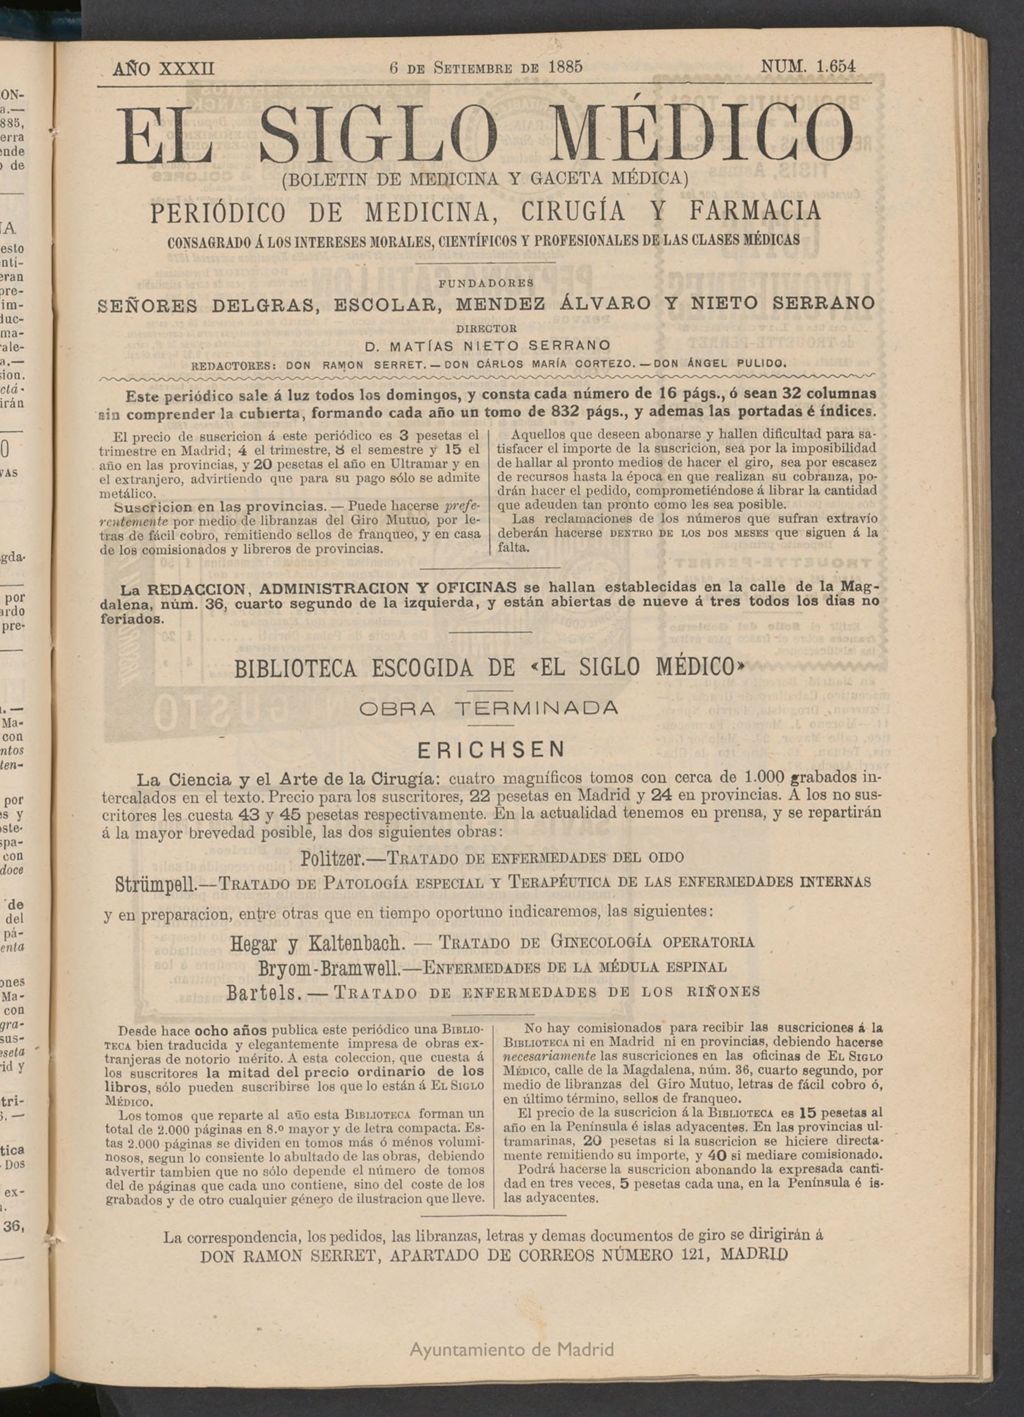 AÑO XXXII 6 DE SETIEMBRE DE 1885 NUM. 1.654
EL SIGLO MÉDICO
(BOLETIN DE MEDICINA Y GACETA MÉDICA)
PERIÓDICO DE MEDICINA, CIRUGÍA Y FARMACIA
CONSAGRADO Á LOS INTERESES MORALES, CIENTÍFICOS Y PROFESIONALES DE LAS CLASES MÉDICAS
FUNDADORES
SEÑORES DELGRAS, ESCOLAR, MENDEZ ÁLVARO Y NIETO SERRANO
DIRECTOR
D. MATÍAS NIETO SERRANO
REDACTORES: DON RAMON SERRET.—DON CÁRLOS MARÍA CORTEZO.—DON ÁNGEL PULIDO.
Este periódico sale á luz todos los domingos, y consta cada número de 16 págs., ó sean 32 columnas
sin comprender la cubierta, formando cada año un tomo de 832 págs., y ademas las portadas é índices.
El precio de suscricion á este periódico es 3 pesetas el
trimestre en Madrid; 4 el trimestre, 8 el semestre y 15 el
año en las provincias, y 20 pesetas el año en Ultramar y en
el extranjero, advirtiendo que para su pago sólo se admite
metálico.
Suscricion en las provincias.—Puede hacerse prefe-
rentemente por medio de libranzas del Giro Mutuo, por le-
tras de fácil cobro, remitiendo sellos de franqueo, y en casa
de los comisionados y libreros de provincias.
Aquellos que deseen abonarse y hallen dificultad para sa-
tisfacer el importe de la suscricion, sea por la imposibilidad
de hallar al pronto medios de hacer el giro, sea por escasez
de recursos hasta la época en que realizan su cobranza, po-
drán hacer el pedido, comprometiéndose á librar la cantidad
que adeuden tan pronto como les sea posible.
Las reclamaciones de los números que sufran extravío
deberán hacerse DENTRO DE LOS DOS MESES que siguen á la
falta.
La REDACCION, ADMINISTRACION Y OFICINAS se hallan establecidas en la calle de la Mag-
dalena, núm. 36, cuarto segundo de la izquierda, y están abiertas de nueve á tres todos los dias no
feriados.
BIBLIOTECA ESCOGIDA DE «EL SIGLO MÉDICO»
OBRA TERMINADA
ERICHSEN
La Ciencia y el Arte de la Cirugía: cuatro magníficos tomos con cerca de 1.000 grabados in-
tercalados en el texto. Precio para los suscritores, 22 pesetas en Madrid y 24 en provincias. A los no sus-
critores les cuesta 43 y 45 pesetas respectivamente. En la actualidad tenemos en prensa, y se repartirán
á la mayor brevedad posible, las dos siguientes obras:
Politzer.—TRATADO DE ENFERMEDADES DEL OIDO
Strümpell.—TRATADO DE PATOLOGÍA ESPECIAL Y TERAPÉUTICA DE LAS ENFERMEDADES INTERNAS
y en preparacion, entre otras que en tiempo oportuno indicaremos, las siguientes:
Hegar y Kaltenbach.—TRATADO DE GINECOLOGÍA OPERATORIA
Bryom-Bramwell.—ENFERMEDADES DE LA MÉDULA ESPINAL
Bartels.—TRATADO DE ENFERMEDADES DE LOS RIÑONES
Desde hace ocho años publica este periódico una BIBLIO-
TECA bien traducida y elegantemente impresa de obras ex-
tranjeras de notorio mérito. A esta coleccion, que cuesta á
los suscritores la mitad del precio ordinario de los
libros, sólo pueden suscribirse los que lo están á EL SIGLO
MÉDICO.
Los tomos que reparte al año esta BIBLIOTECA forman un
total de 2.000 páginas en 8.º mayor y de letra compacta. Es-
tas 2.000 páginas se dividen en tomos más ó ménos volumi-
nosos, segun lo consiente lo abultado de las obras, debiendo
advertir tambien que no sólo depende el número de tomos
del de páginas que cada uno contiene, sino del coste de los
grabados y de otro cualquier género de ilustracion que lleve.
No hay comisionados para recibir las suscriciones á la
BIBLIOTECA ni en Madrid ni en provincias, debiendo hacerse
necesariamente las suscriciones en las oficinas de EL SIGLO
MÉDICO, calle de la Magdalena, núm. 36, cuarto segundo, por
medio de libranzas del Giro Mutuo, letras de fácil cobro ó,
en último término, sellos de franqueo.
El precio de la suscricion á la BIBLIOTECA es 15 pesetas al
año en la Península é islas adyacentes. En las provincias ul-
tramarinas, 20 pesetas si la suscricion se hiciere directa-
mente remitiendo su importe, y 40 si mediare comisionado.
Podrá hacerse la suscricion abonando la expresada canti-
dad en tres veces, 5 pesetas cada una, en la Península é is-
las adyacentes.
La correspondencia, los pedidos, las libranzas, letras y demas documentos de giro se dirigirán á
DON RAMON SERRET, APARTADO DE CORREOS NÚMERO 121, MADRID
Ayuntamiento de Madrid